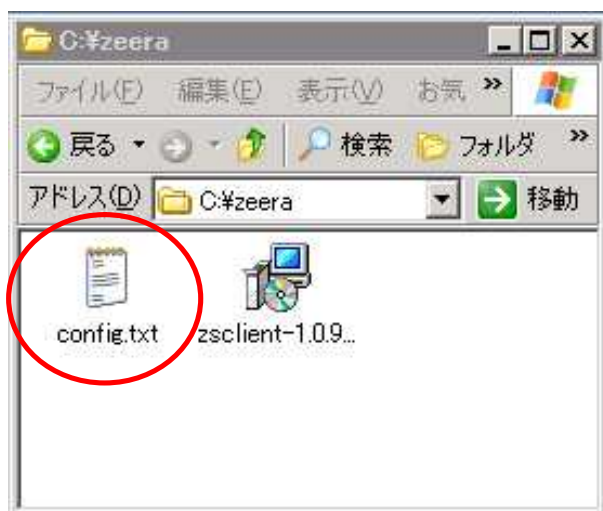 C:¥zeera
ファイル(F) 編集(E) 表示(V) お気 »
戻る 検索 フォルダ »
アドレス(D) C:¥zeera 移動
config.txt zsclient-1.0.9...